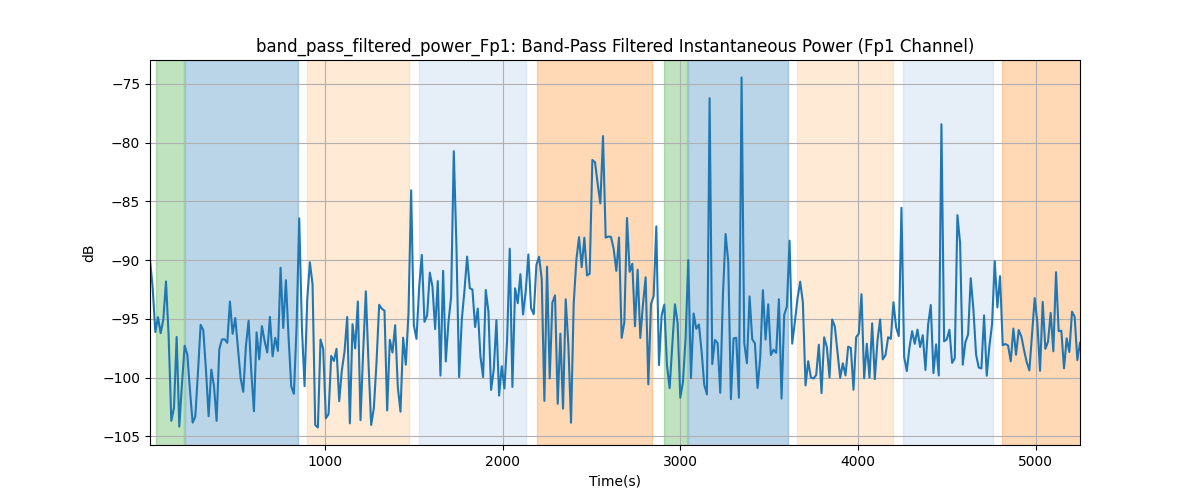 band_pass_filtered_power_Fp1: Band-Pass Filtered Instantaneous Power (Fp1 Channel)
−75
−80
−85
−90
−95
−100
−105
dB
1000 2000 3000 4000 5000
Time(s)